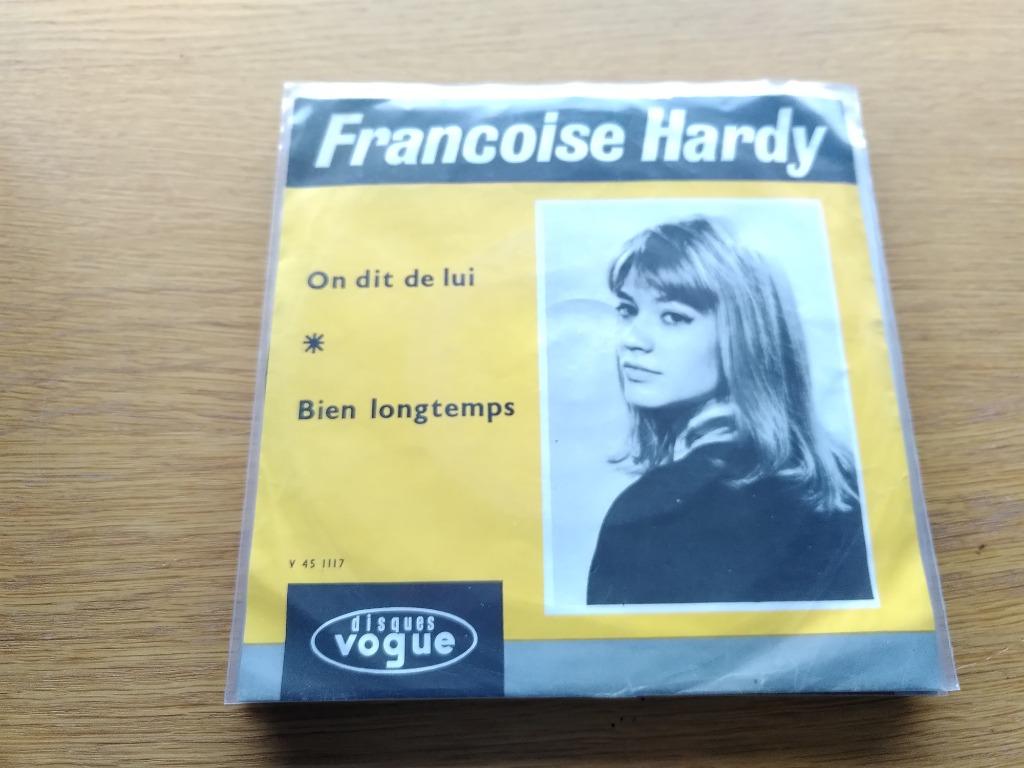 Francoise Hardy
On dit de lui
*
Bien longtemps
V 45 1117
disques
vogue